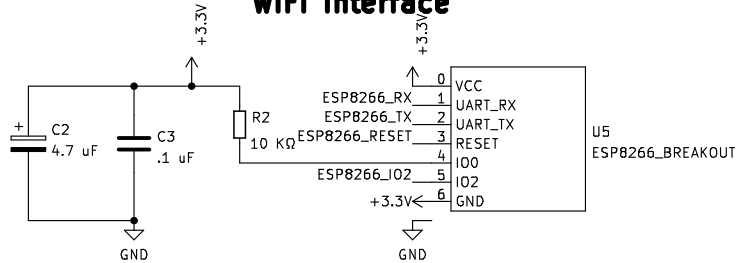 WiFi Interface
+3.3V
+3.3V
0 VCC
ESP8266_RX 1 UART_RX
ESP8266_TX 2 UART_TX
ESP8266_RESET 3 RESET
4 IO0
ESP8266_IO2 5 IO2
+3.3V 6 GND
U5
ESP8266_BREAKOUT
R2
10 KΩ
+ C2
4.7 uF
C3
.1 uF
GND
GND